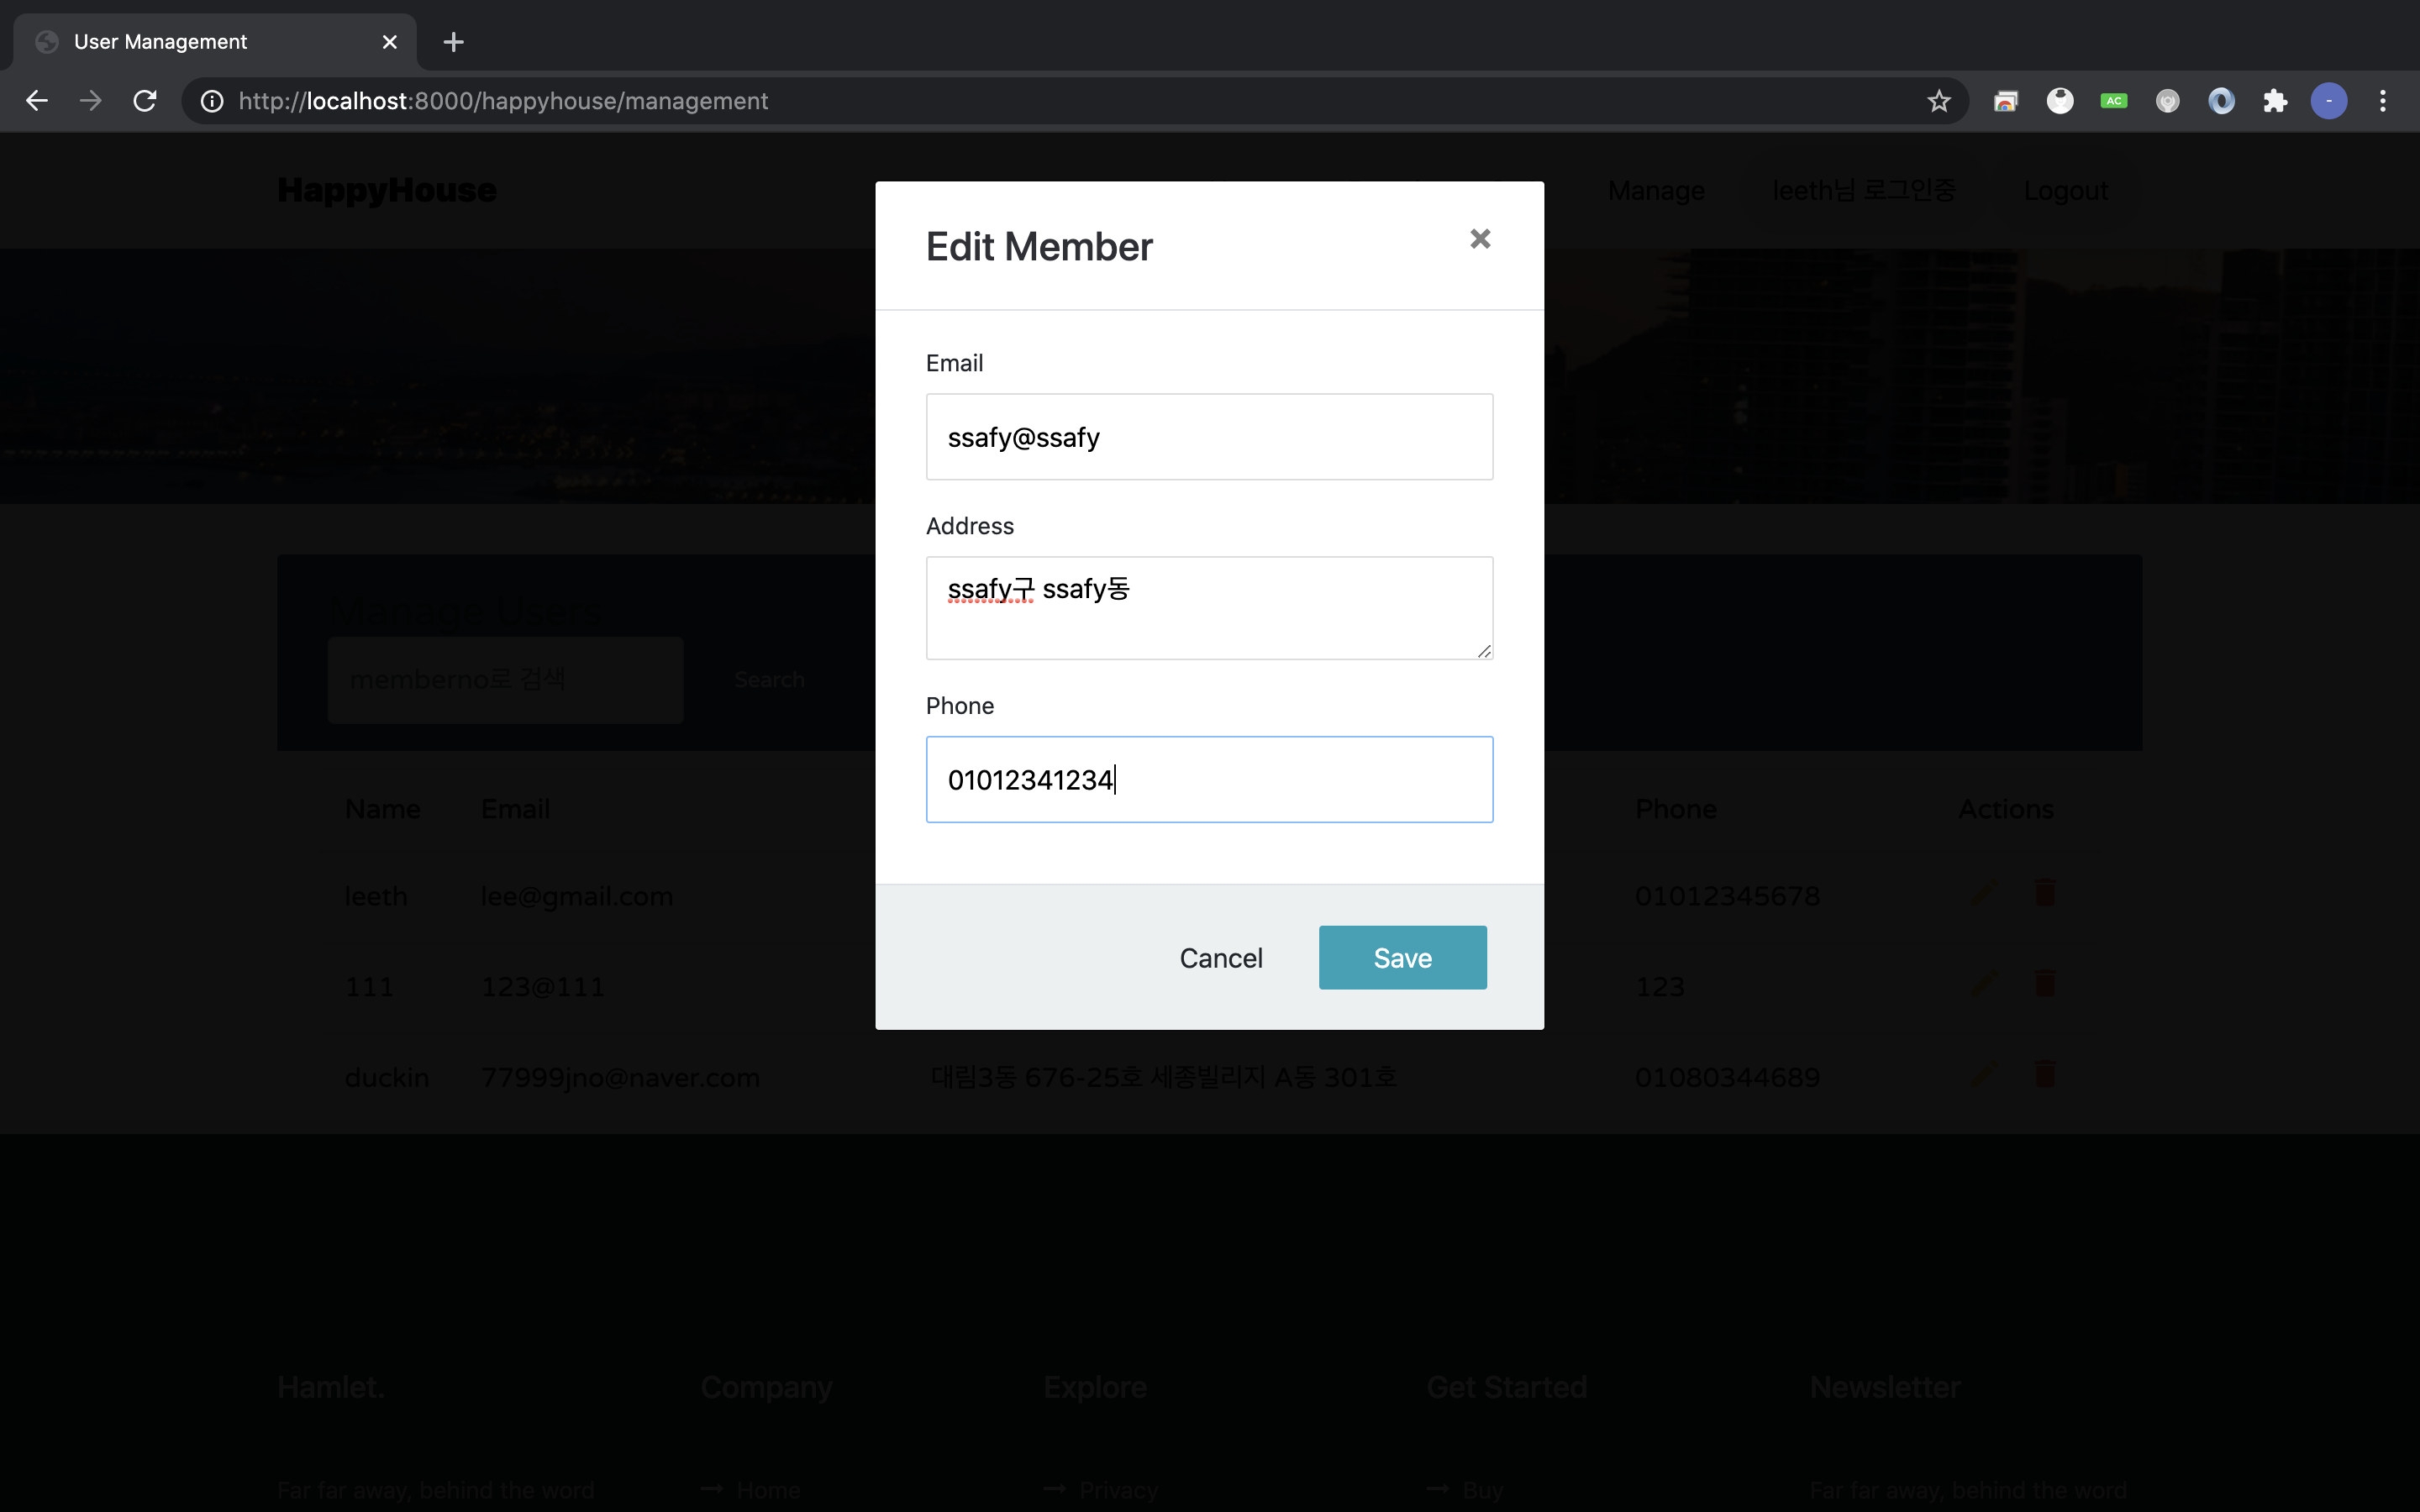 User Management
http://localhost:8000/happyhouse/management
AC
-
HappyHouse
Manage
leeth님 로그인중
Logout
Edit Member
Email
ssafy@ssafy
Address
ssafy구 ssafy동
Phone
01012341234
Cancel
Save
Manage Users
memberno로 검색
Search
Name Email Phone Actions
leeth lee@gmail.com 01012345678
111 123@111 123
duckin 77999jno@naver.com 대림3동 676-25호 세종빌리지 A동 301호 01080344689
Hamlet. Company Explore Get Started Newsletter
Far far away, behind the word Home Privacy Buy Far far away, behind the word